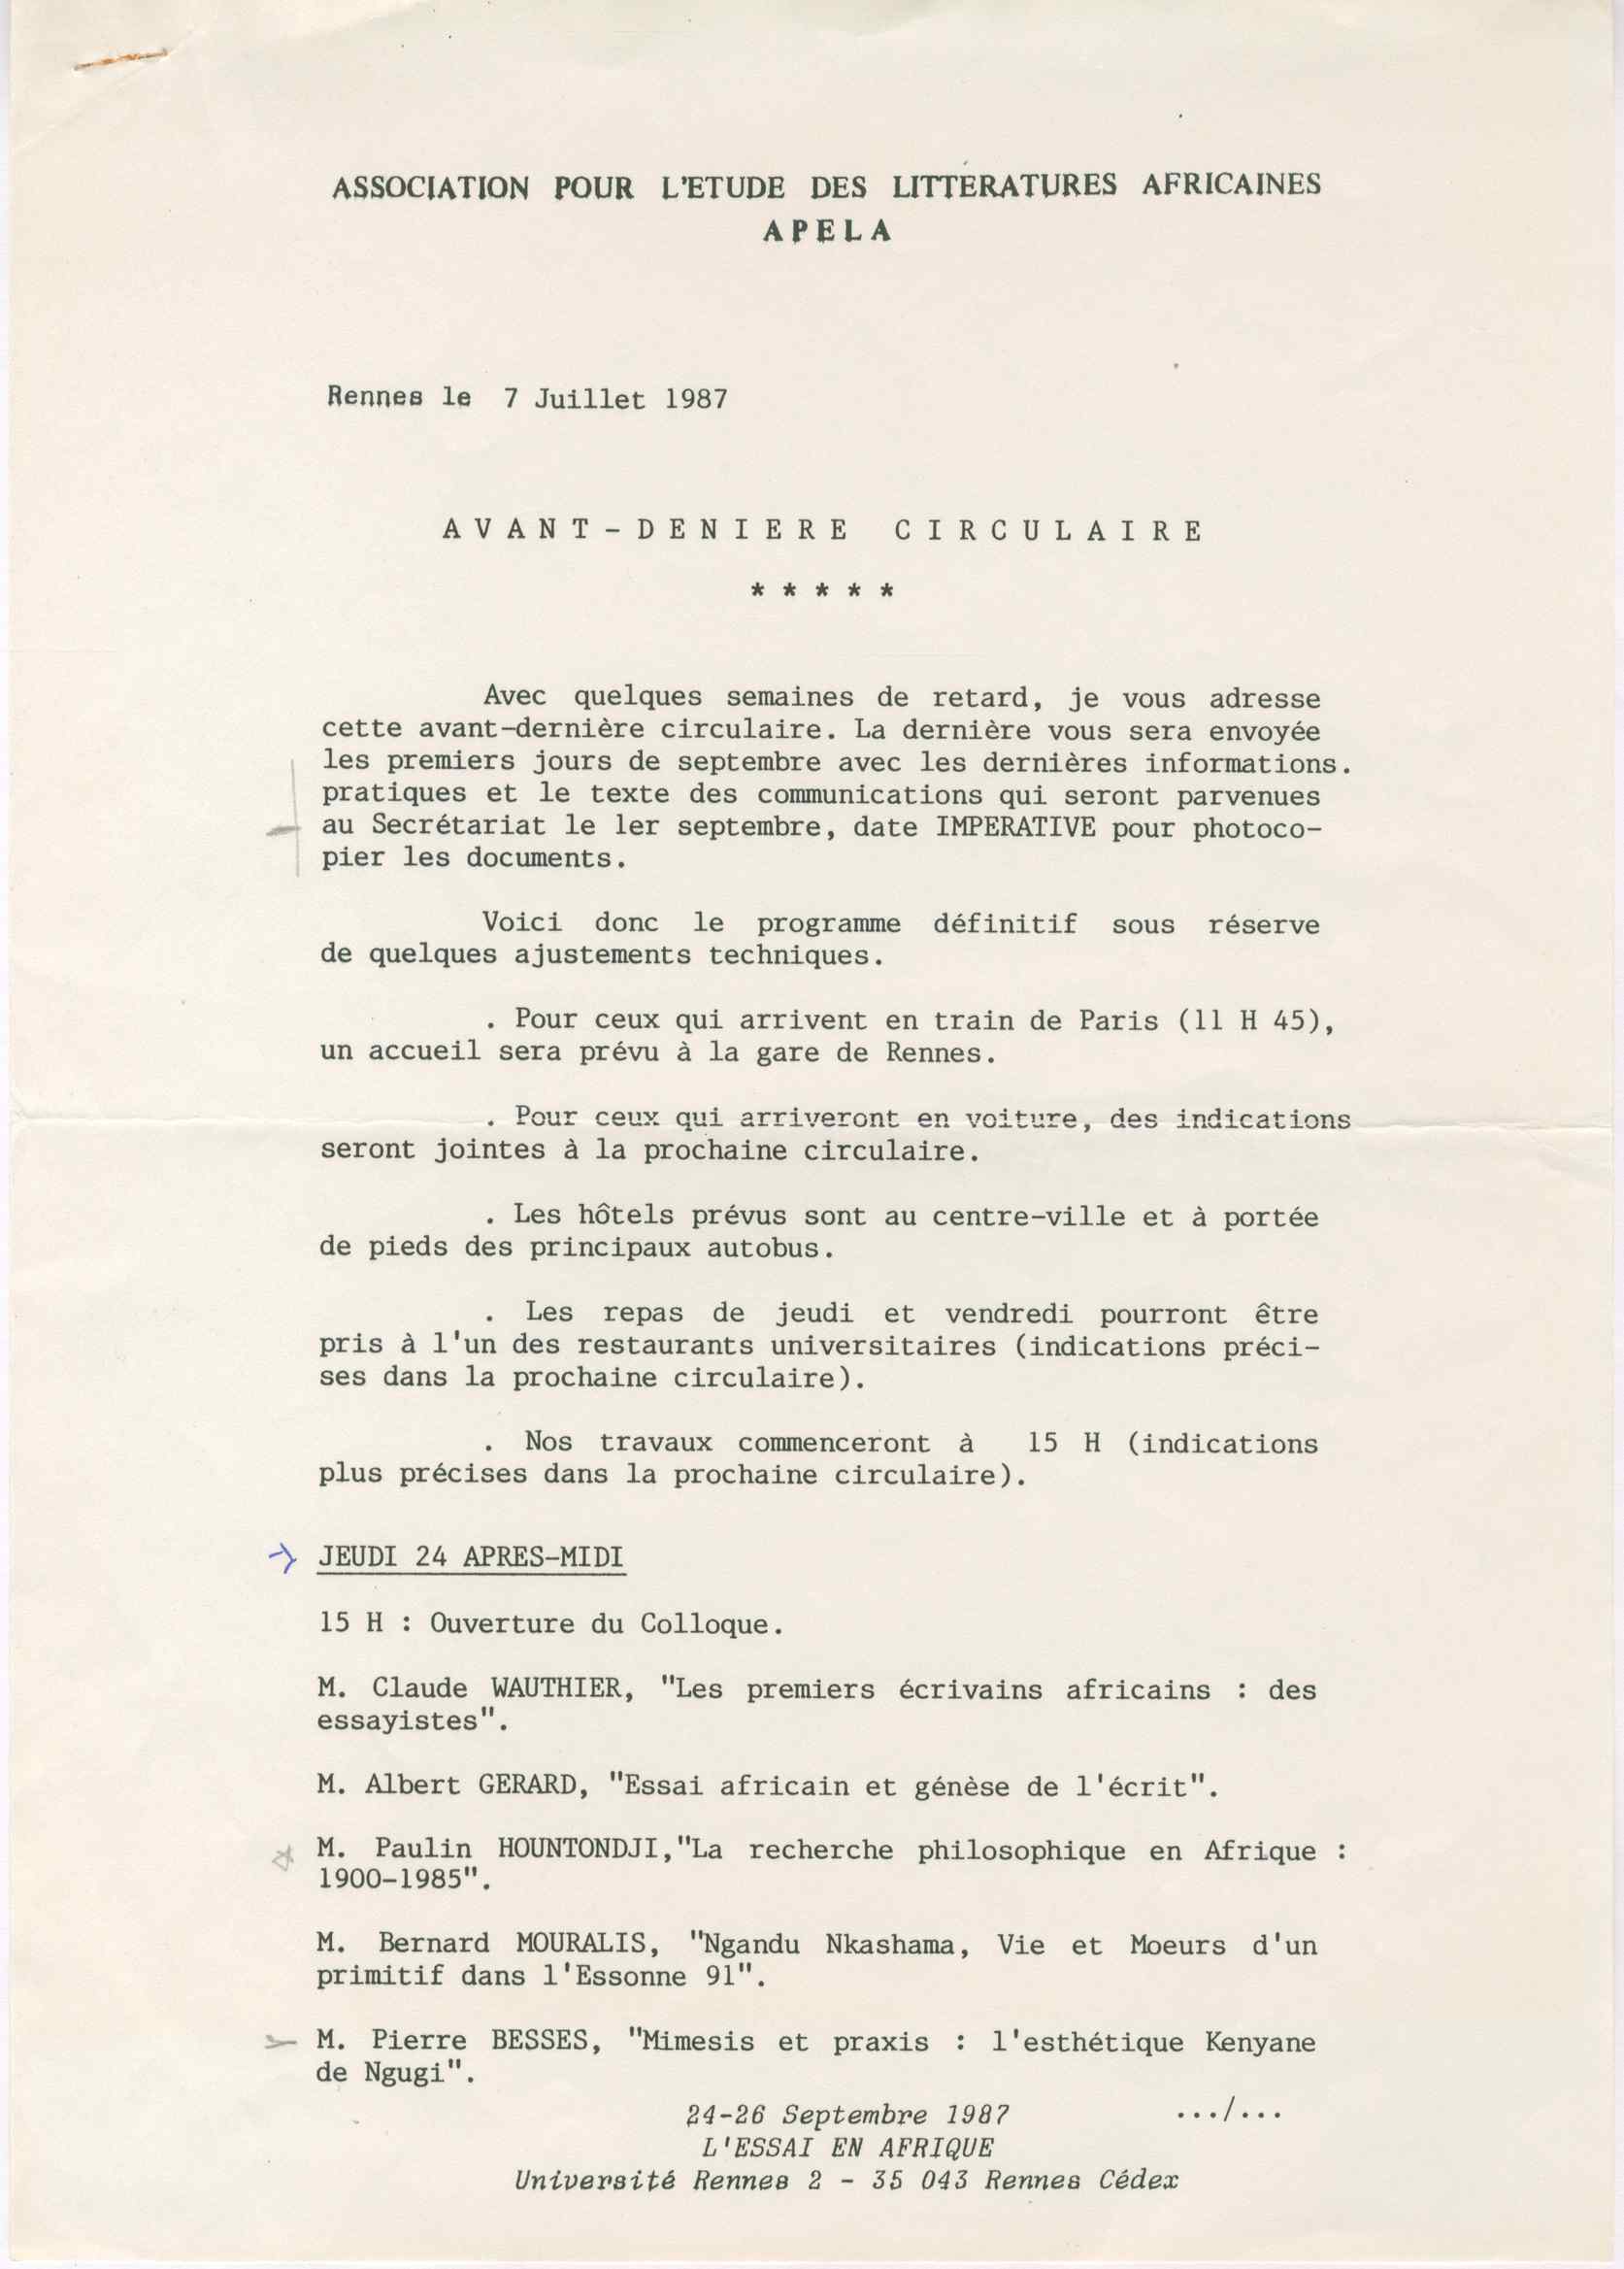 ASSOCIATION POUR L'ETUDE DES LITTÉRATURES AFRICAINES
APELA
Rennes le 7 Juillet 1987
AVANT-DENIERE CIRCULAIRE
* * * * *
Avec quelques semaines de retard, je vous adresse
cette avant-dernière circulaire. La dernière vous sera envoyée
les premiers jours de septembre avec les dernières informations.
pratiques et le texte des communications qui seront parvenues
au Secrétariat le 1er septembre, date IMPERATIVE pour photoco-
pier les documents.
Voici donc le programme définitif sous réserve
de quelques ajustements techniques.
. Pour ceux qui arrivent en train de Paris (11 H 45),
un accueil sera prévu à la gare de Rennes.
. Pour ceux qui arriveront en voiture, des indications
seront jointes à la prochaine circulaire.
. Les hôtels prévus sont au centre-ville et à portée
de pieds des principaux autobus.
. Les repas de jeudi et vendredi pourront être
pris à l'un des restaurants universitaires (indications préci-
ses dans la prochaine circulaire).
. Nos travaux commenceront à 15 H (indications
plus précises dans la prochaine circulaire).
JEUDI 24 APRES-MIDI
15 H : Ouverture du Colloque.
M. Claude WAUTHIER, "Les premiers écrivains africains : des
essayistes".
M. Albert GERARD, "Essai africain et génèse de l'écrit".
M. Paulin HOUNTONDJI,"La recherche philosophique en Afrique :
1900-1985".
M. Bernard MOURALIS, "Ngandu Nkashama, Vie et Moeurs d'un
primitif dans l'Essonne 91".
M. Pierre BESSES, "Mimesis et praxis : l'esthétique Kenyane
de Ngugi".
24-26 Septembre 1987 .../...
L'ESSAI EN AFRIQUE
Université Rennes 2 - 35 043 Rennes Cédex